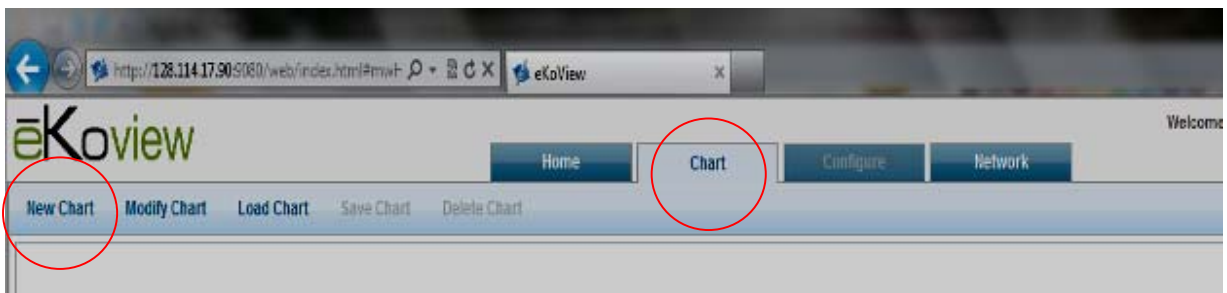 http://128.114.17.90:9080/web/index.html#mwH
eKoView
ēKoview
Welcome
Home Chart Configure Network
New Chart Modify Chart Load Chart Save Chart Delete Chart